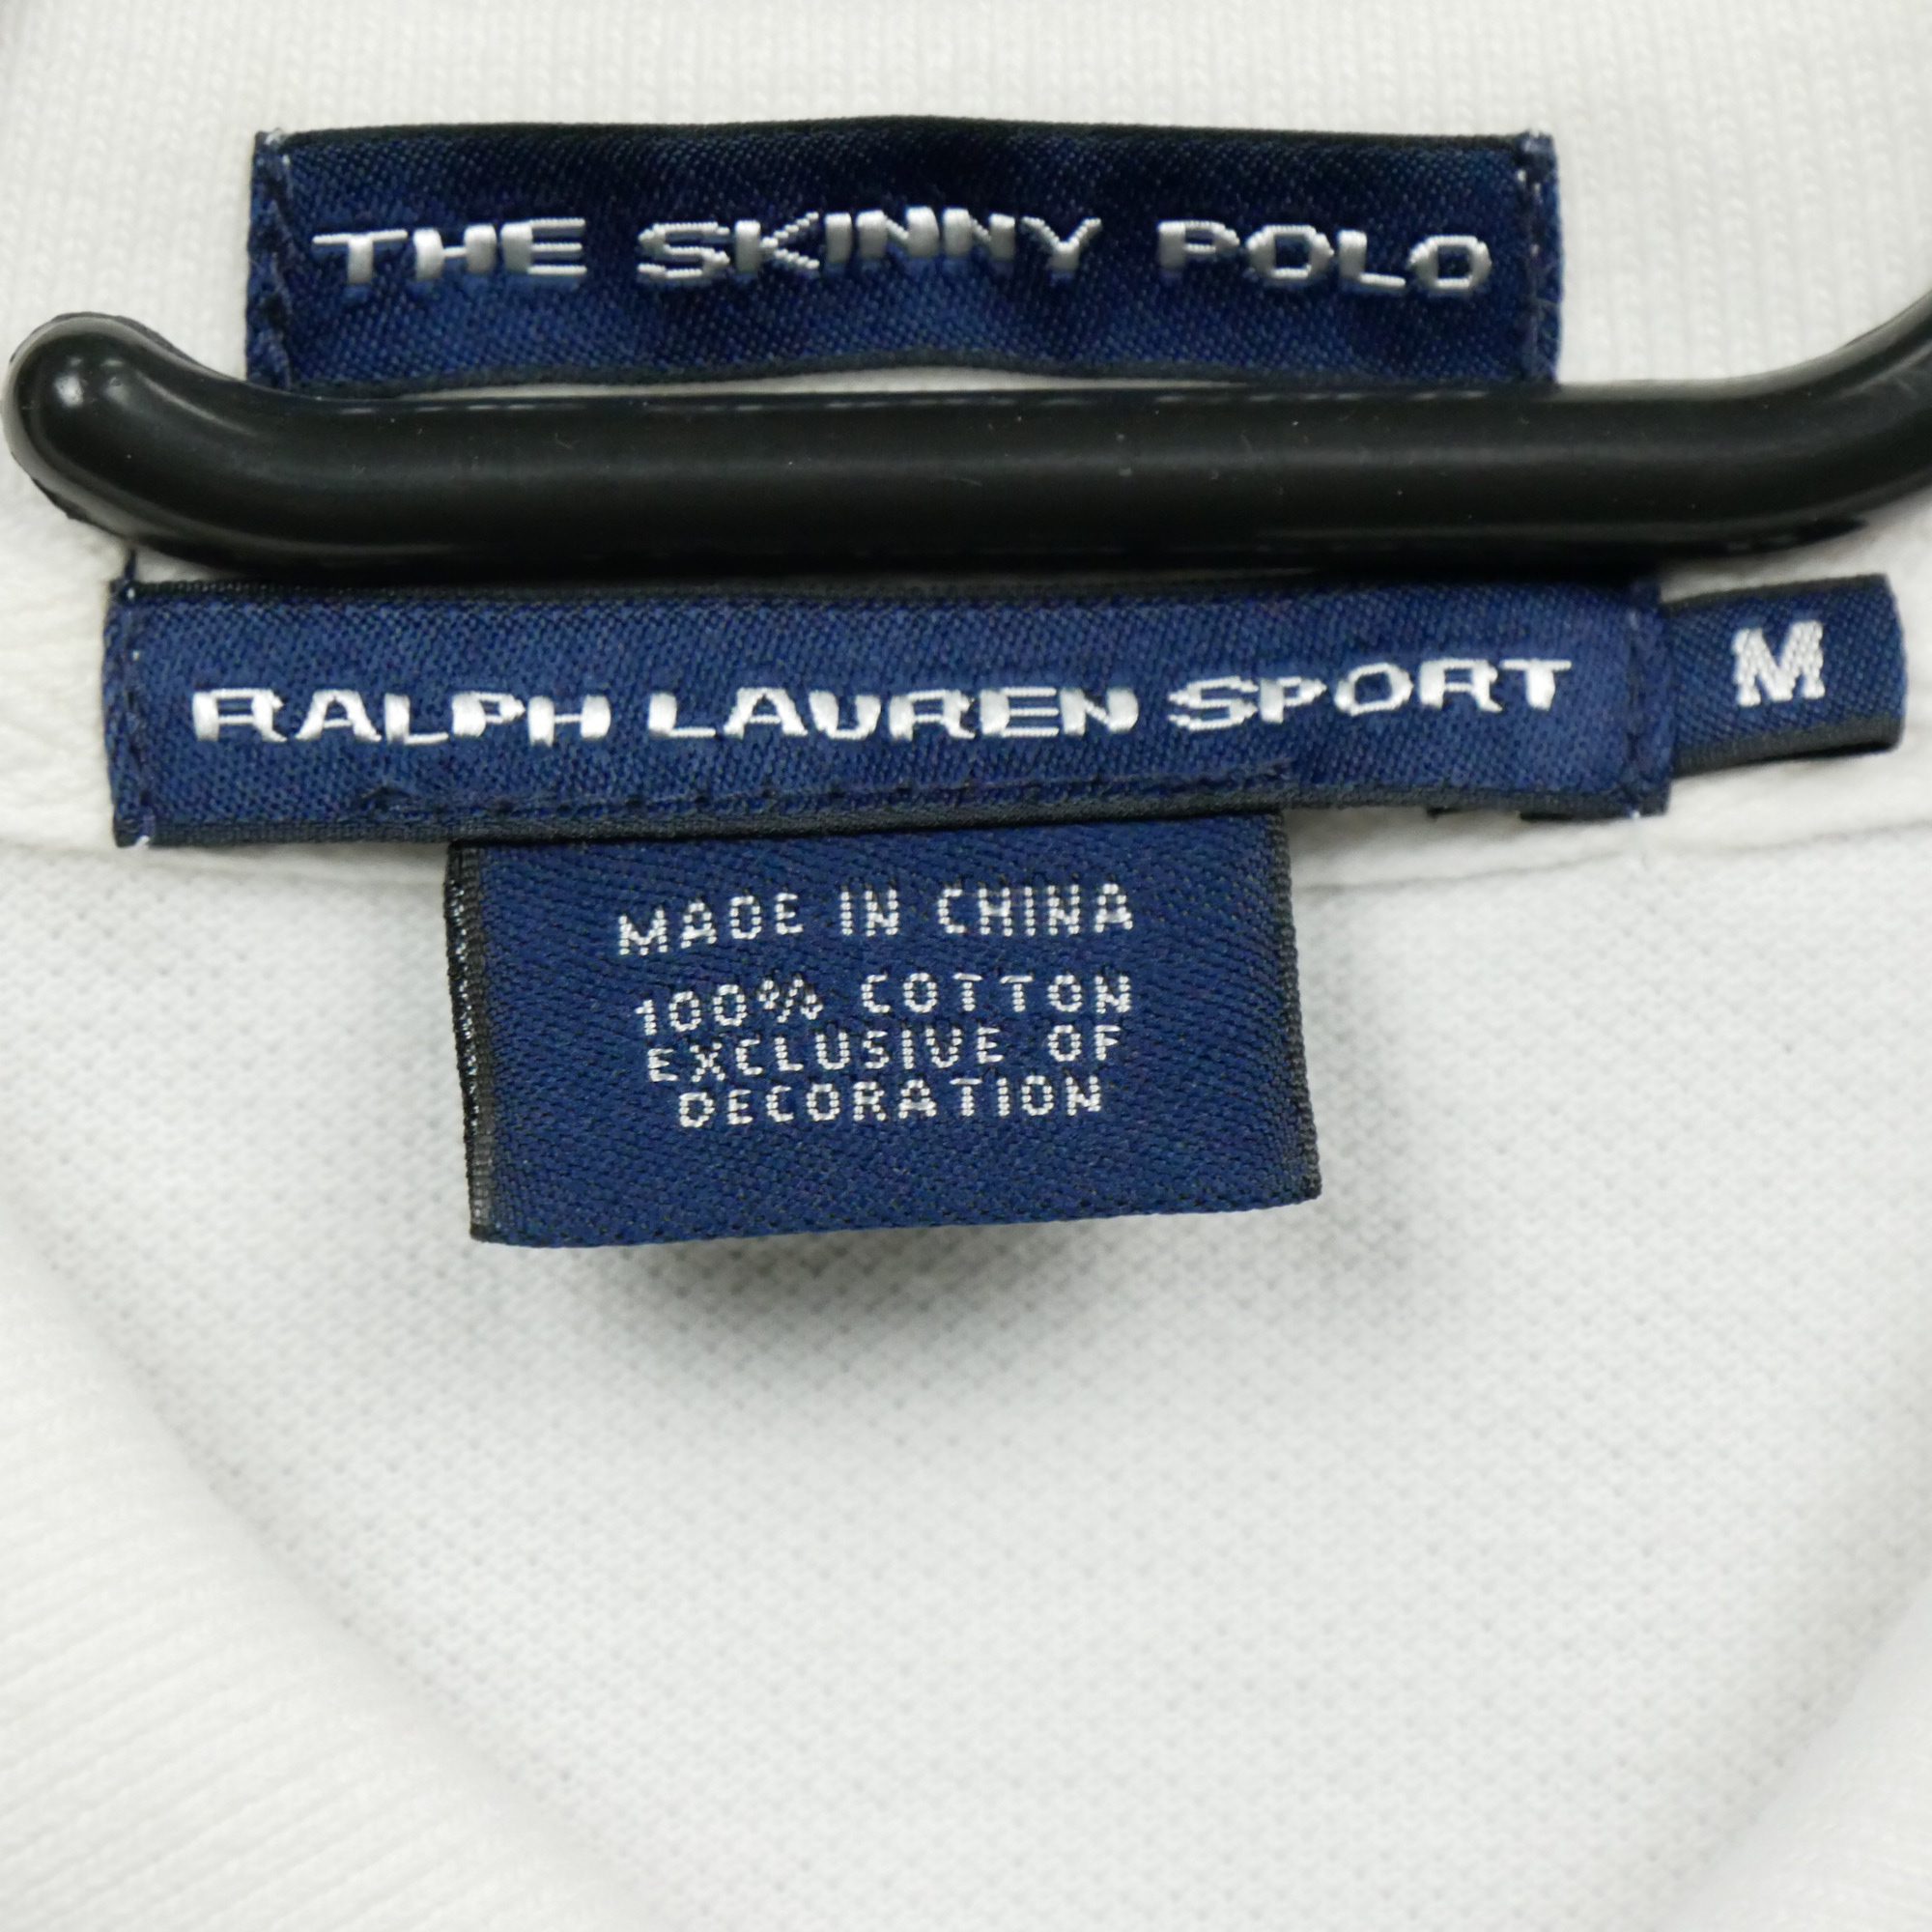 THE SKINNY POLO
RALPH LAUREN SPORT M
MADE IN CHINA
100% COTTON
EXCLUSIVE OF
DECORATION